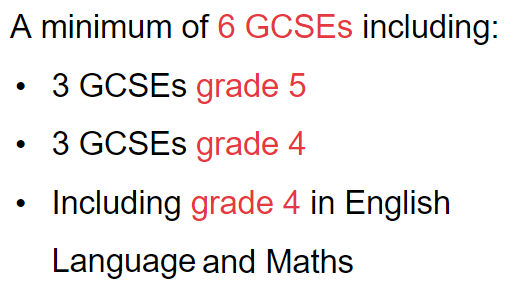 A minimum of 6 GCSEs including:
• 3 GCSEs grade 5
• 3 GCSEs grade 4
• Including grade 4 in English
Language and Maths